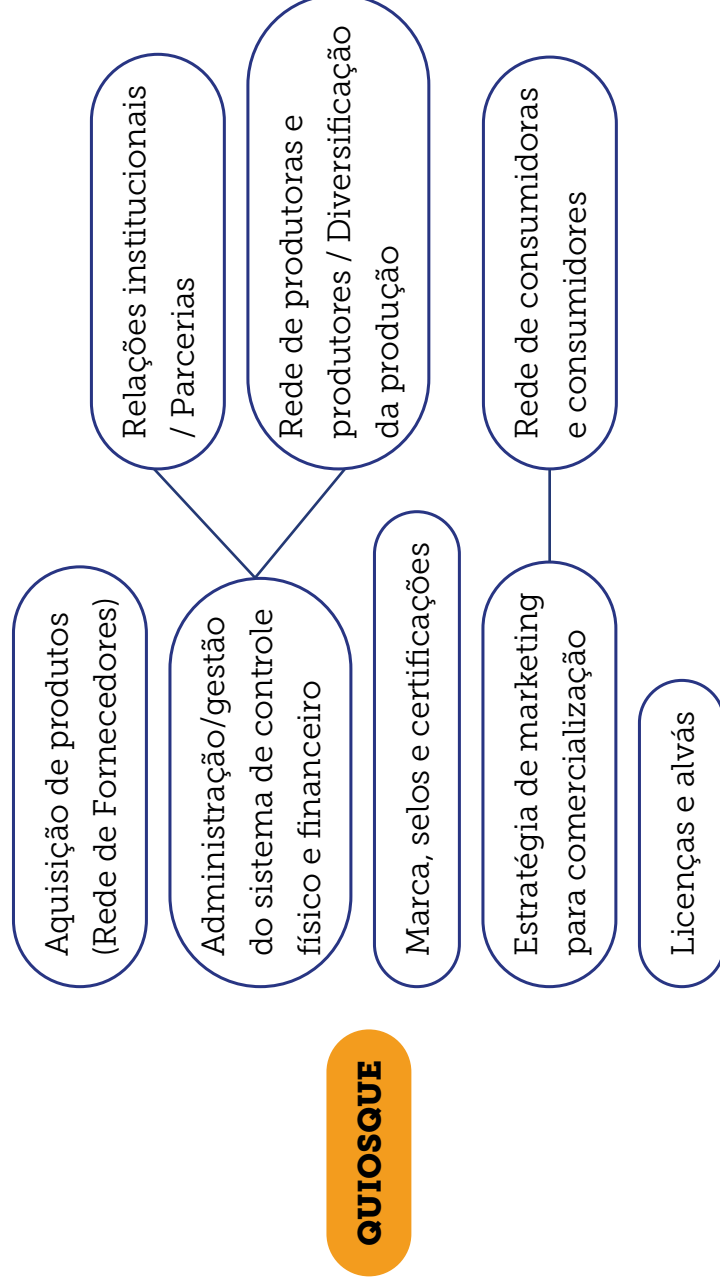 QUIOSQUE
Aquisição de produtos
(Rede de Fornecedores)
Administração/gestão
do sistema de controle
físico e financeiro
Marca, selos e certificações
Estratégia de marketing
para comercialização
Licenças e alvás
Relações institucionais
/ Parcerias
Rede de produtoras e
produtores / Diversificação
da produção
Rede de consumidoras
e consumidores